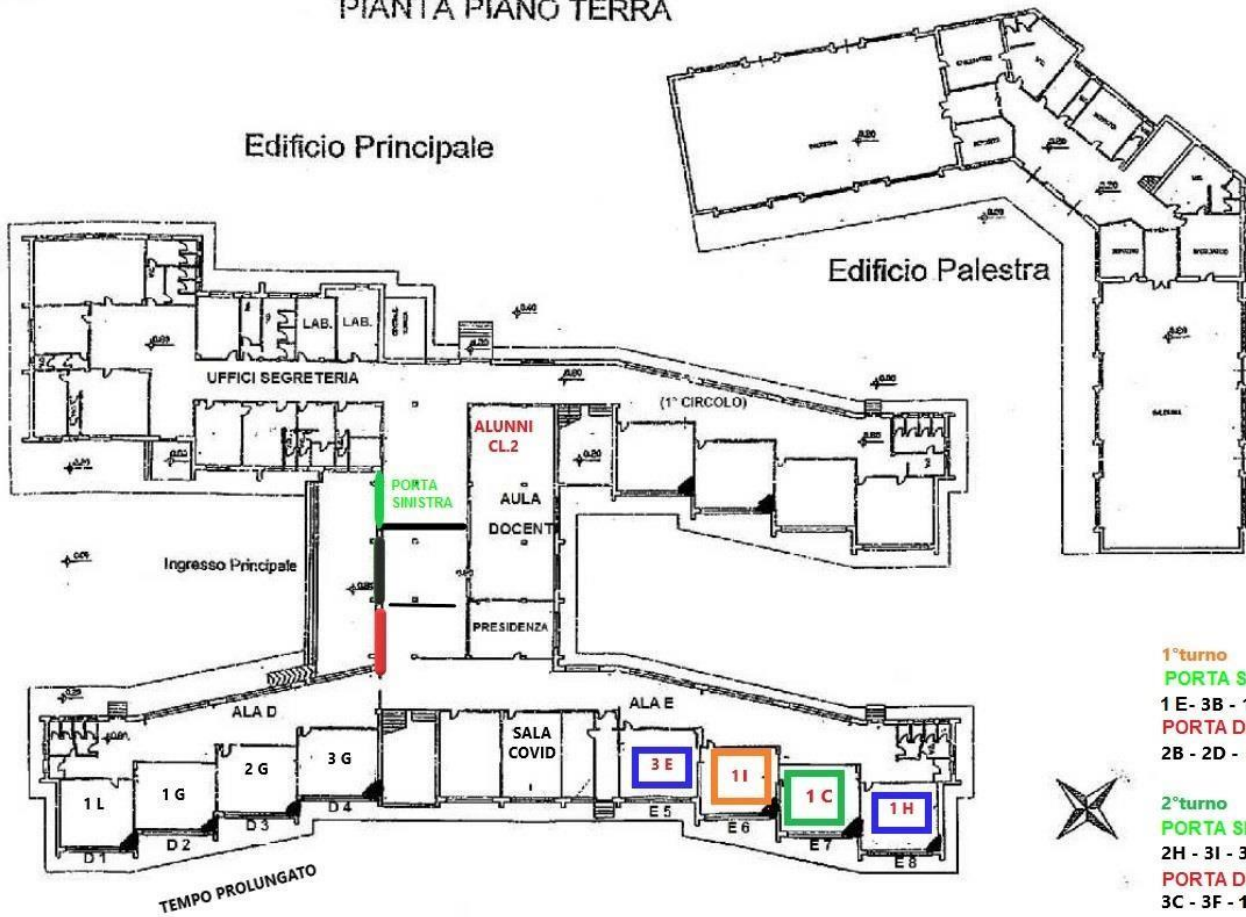 PIANTA PIANO TERRA
Edificio Principale
Edificio Palestra
LAB.
LAB.
UFFICI SEGRETERIA
(1° CIRCOLO)
ALUNNI
CL.2
PORTA
SINISTRA
AULA
DOCENT
Ingresso Principale
PRESIDENZA
ALA D
ALA E
SALA
COVID
1 L
1 G
2 G
3 G
3 E
1 I
1 C
1 H
D 1
D 2
D 3
D 4
E 5
E 6
E 7
E 8
TEMPO PROLUNGATO
1°turno
PORTA S
1 E- 3B - 1
PORTA D
2B - 2D -
2°turno
PORTA SI
2H - 3I - 3
PORTA D
3C - 3F - 1